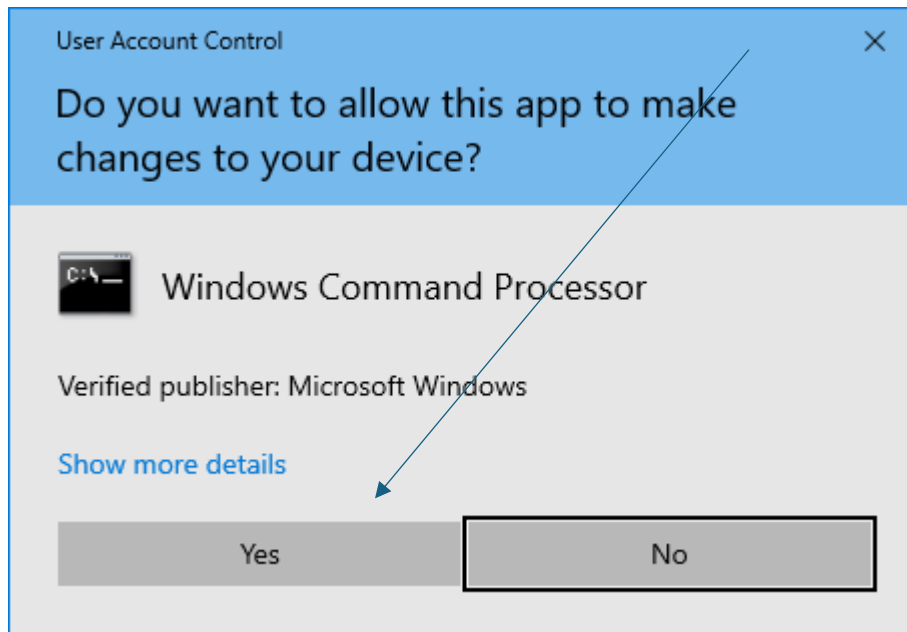 User Account Control
Do you want to allow this app to make
changes to your device?
C:\_
Windows Command Processor
Verified publisher: Microsoft Windows
Show more details
Yes
No